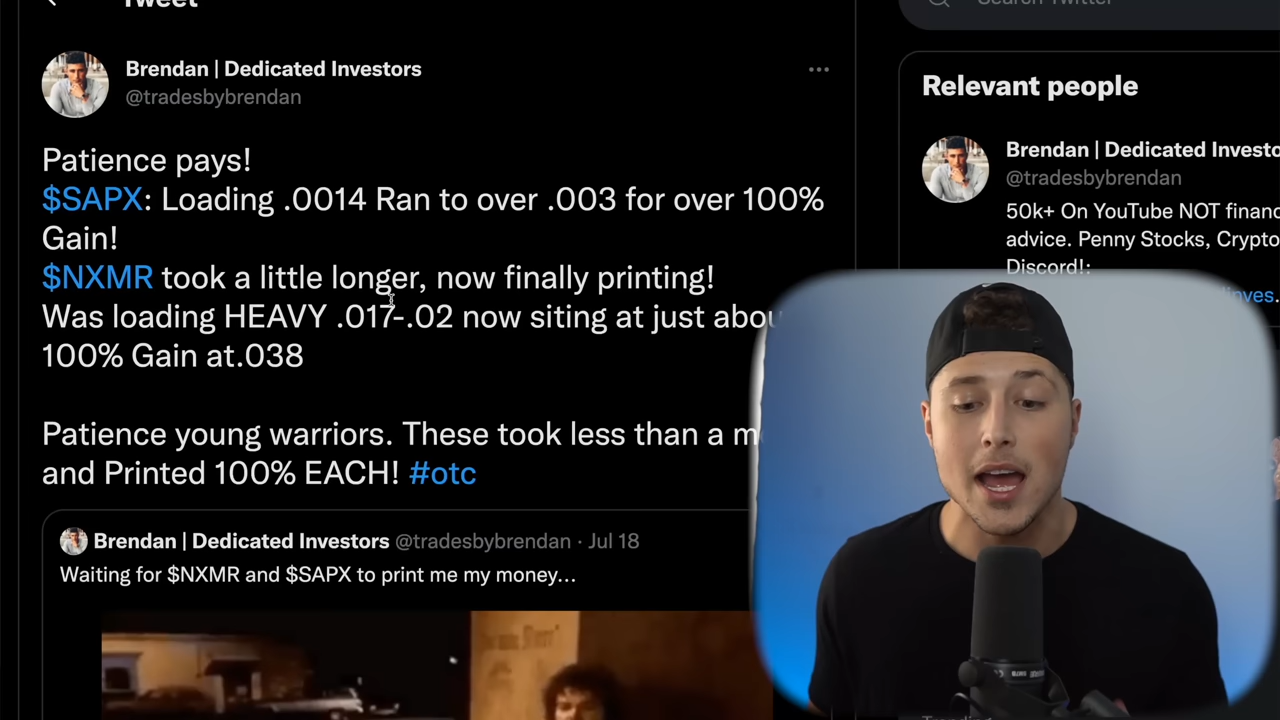 Tweet
Brendan | Dedicated Investors
@tradesbybrendan
Patience pays!
$SAPX: Loading .0014 Ran to over .003 for over 100%
Gain!
$NXMR took a little longer, now finally printing!
Was loading HEAVY .017-.02 now siting at just
100% Gain at.038
Patience young warriors. These took less than a
and Printed 100% EACH! #otc
Brendan | Dedicated Investors @tradesbybrendan · Jul 18
Waiting for $NXMR and $SAPX to print me my money...
Search Twitter
Relevant people
Brendan | Dedicated
@tradesbybrendan
50k+ On YouTube NOT
advice. Penny Stocks,
Discord!:
Trending